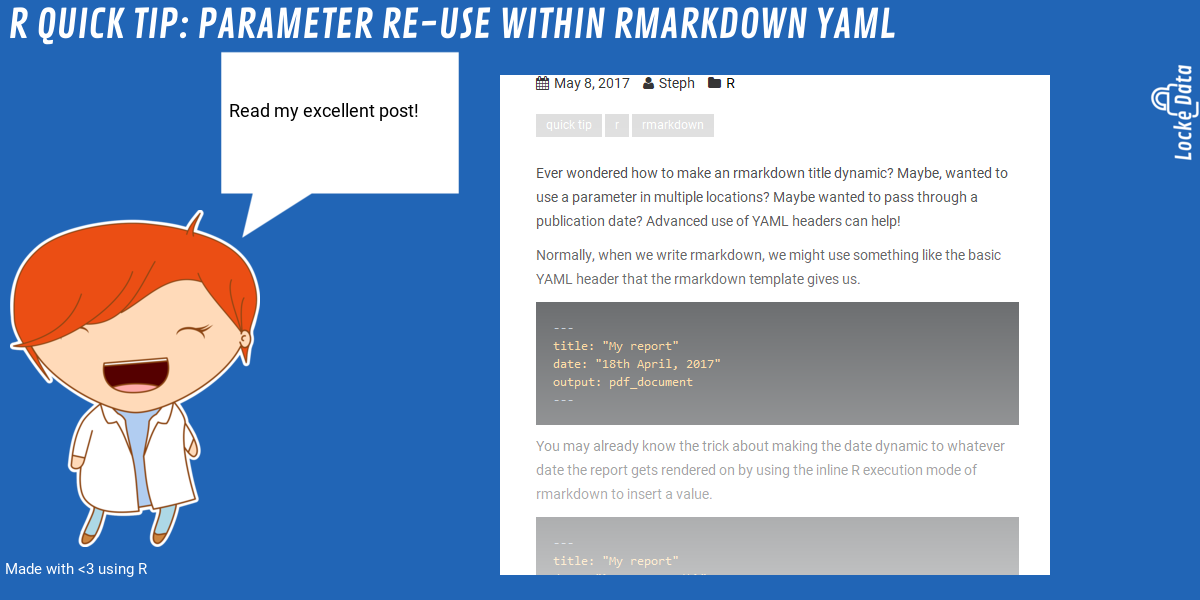 R QUICK TIP: PARAMETER RE-USE WITHIN RMARKDOWN YAML
Read my excellent post!
May 8, 2017 Steph R
quick tip r rmarkdown
Ever wondered how to make an rmarkdown title dynamic? Maybe, wanted to
use a parameter in multiple locations? Maybe wanted to pass through a
publication date? Advanced use of YAML headers can help!
Normally, when we write rmarkdown, we might use something like the basic
YAML header that the rmarkdown template gives us.
---
title: "My report"
date: "18th April, 2017"
output: pdf_document
---
You may already know the trick about making the date dynamic to whatever
date the report gets rendered on by using the inline R execution mode of
rmarkdown to insert a value.
---
title: "My report"
Locke Data
Made with <3 using R